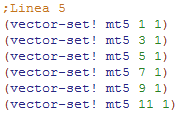 ;Linea 5
(vector-set! mt5 1 1)
(vector-set! mt5 3 1)
(vector-set! mt5 5 1)
(vector-set! mt5 7 1)
(vector-set! mt5 9 1)
(vector-set! mt5 11 1)